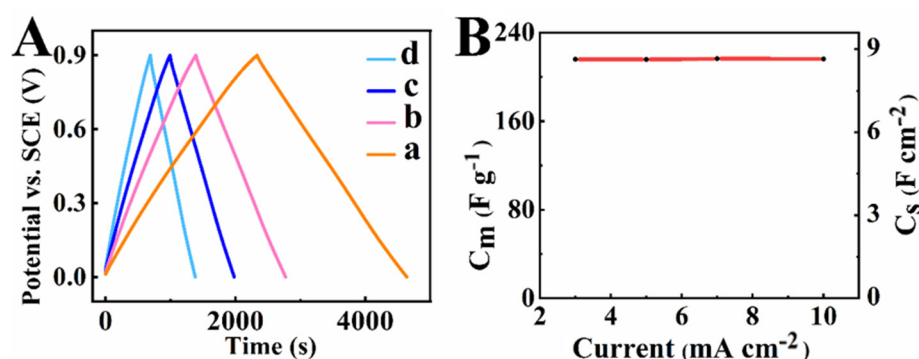 A
Potential vs. SCE (V)
0.9
0.6
0.3
0.0
d
c
b
a
0
2000
4000
Time (s)
B
Cm (F g-1)
240
160
80
0
2
4
6
8
10
Current (mA cm-2)
9
6
3
0
Cs (F cm-2)